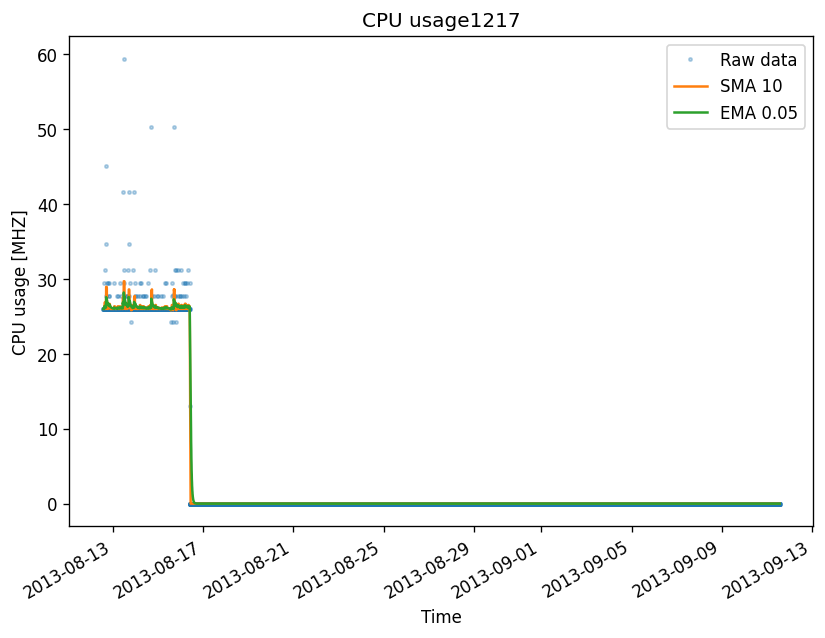 CPU usage1217
Raw data
SMA 10
EMA 0.05
CPU usage [MHZ]
60
50
40
30
20
10
0
2013-08-13
2013-08-17
2013-08-21
2013-08-25
2013-08-29
2013-09-01
2013-09-05
2013-09-09
2013-09-13
Time